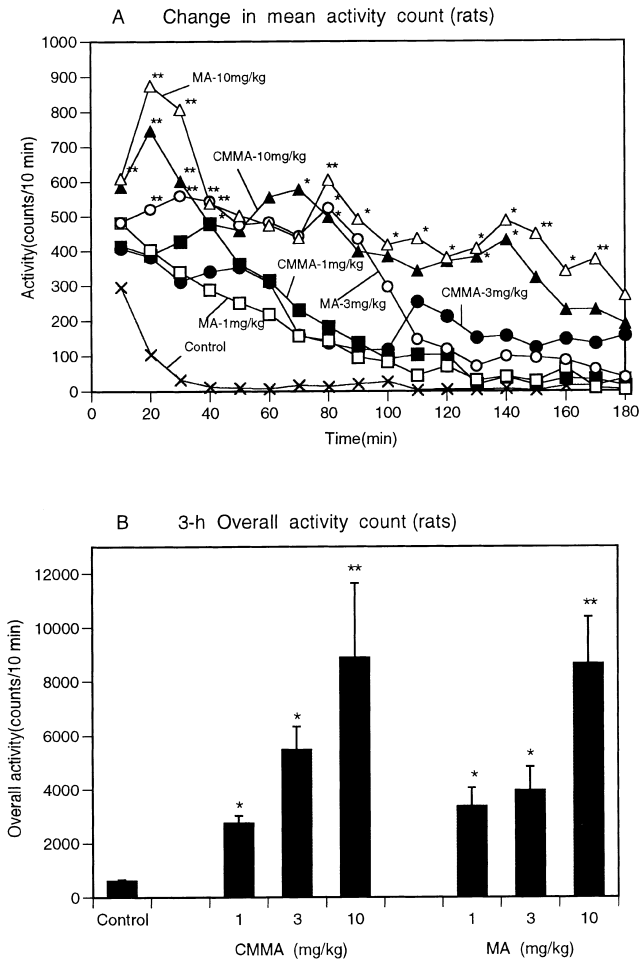 A Change in mean activity count (rats)
1000
900
800
700
600
500
400
300
200
100
0
Activity(counts/10 min)
** MA-10mg/kg
**
**
** ** CMMA-10mg/kg **
** **
** ** *
** *
* * * * * * * * * ** * **
CMMA-1mg/kg
MA-3mg/kg
CMMA-3mg/kg
MA-1mg/kg
Control
0 20 40 60 80 100 120 140 160 180
Time(min)
B 3-h Overall activity count (rats)
12000
10000
8000
6000
4000
2000
0
Overall activity(counts/10 min)
* * ** * * **
Control 1 3 10 1 3 10
CMMA (mg/kg) MA (mg/kg)